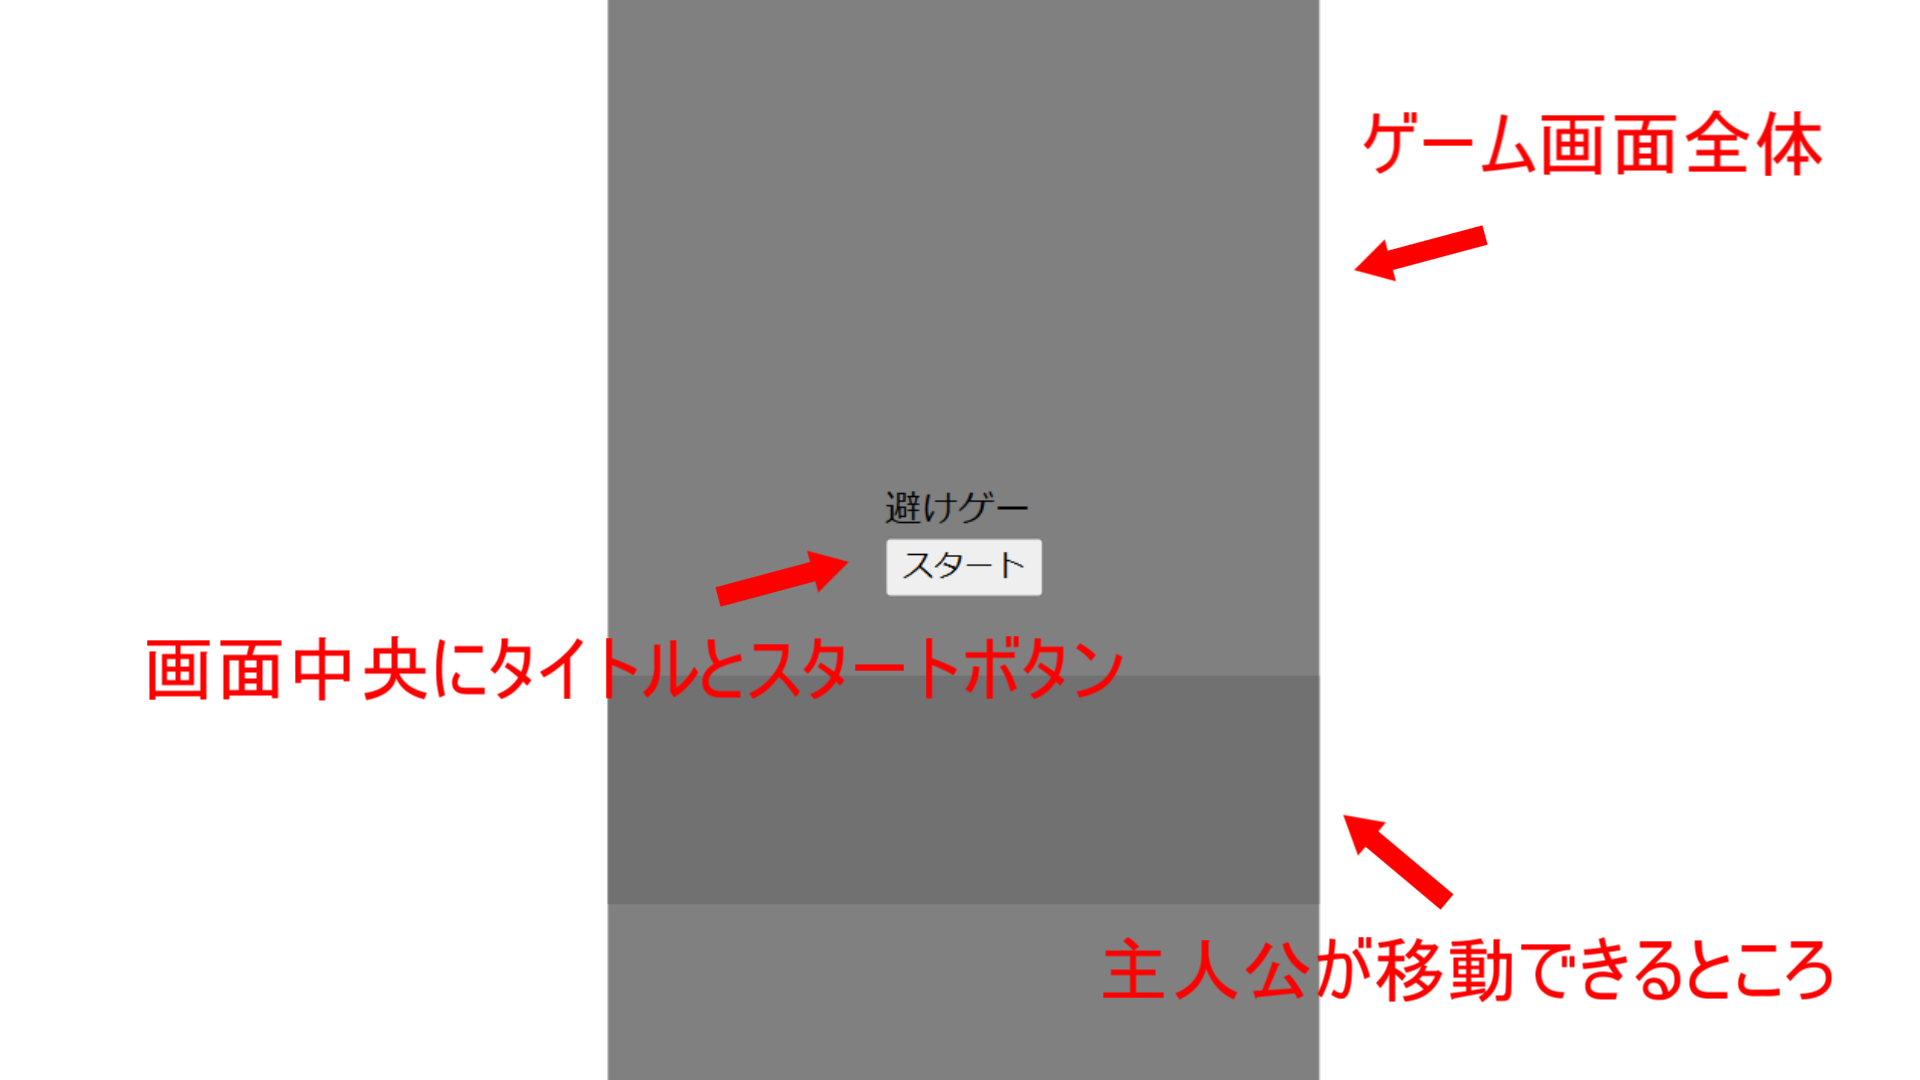 ゲーム画面全体
避けゲー
スタート
画面中央にタイトルとスタートボタン
主人公が移動できるところ